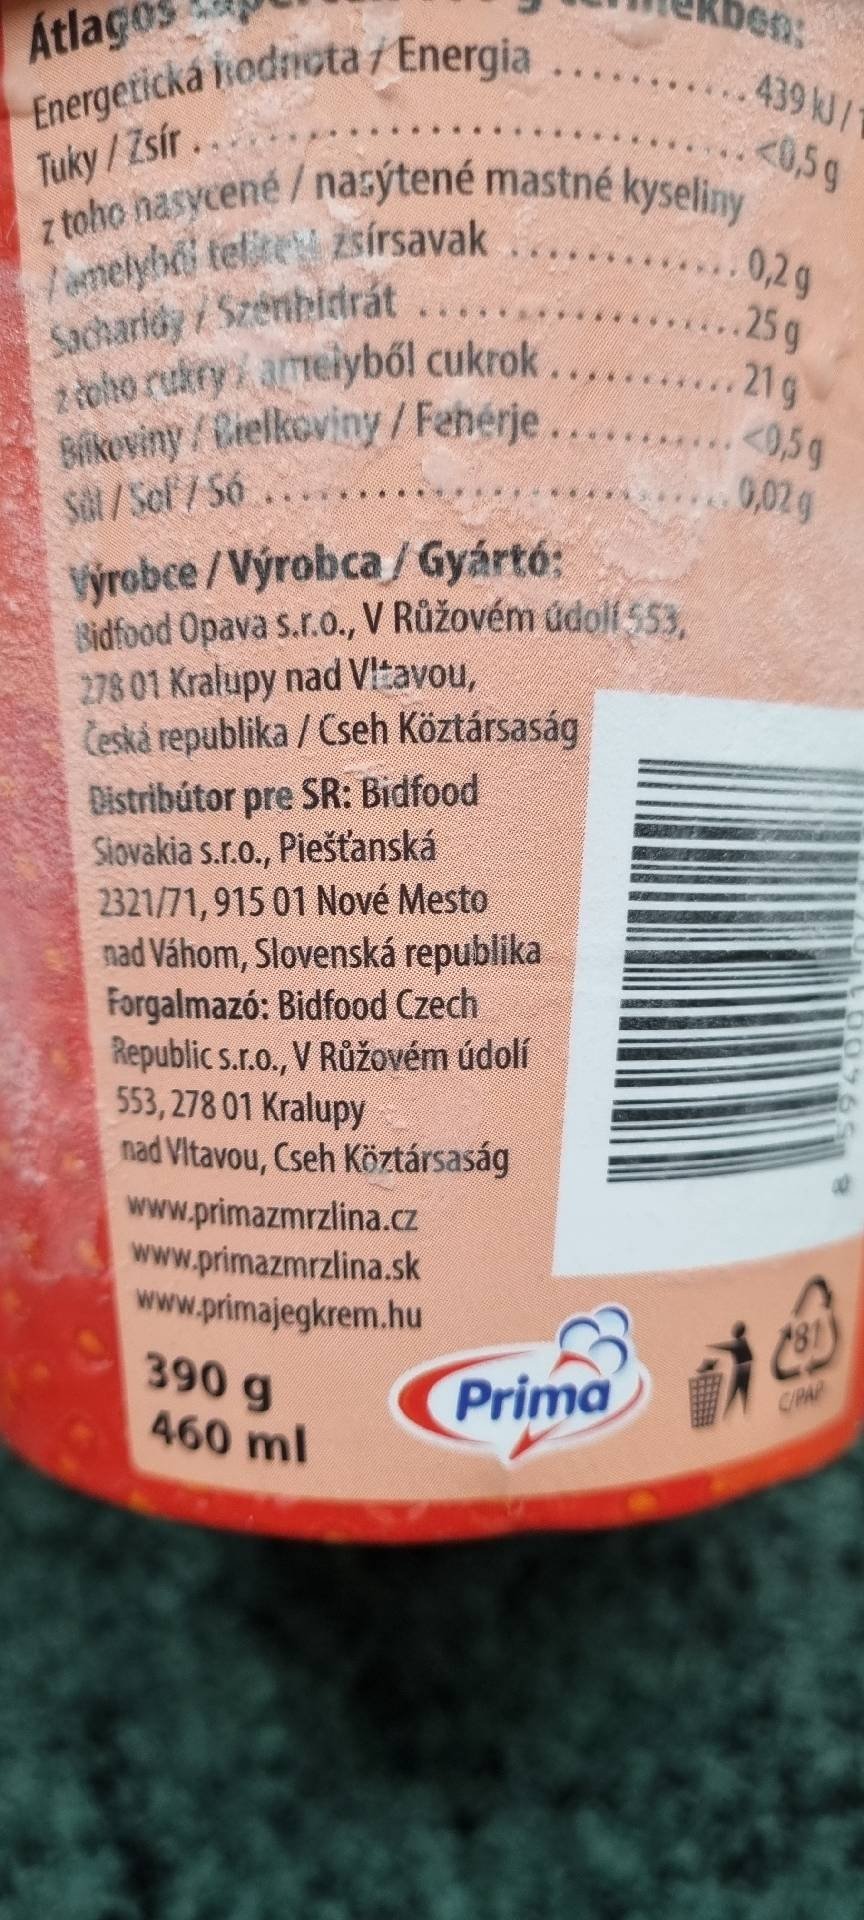 Átlagos
Energetická hodnota / Energia .......... 439 kJ /
Tuky / Zsír .......... <0,5 g
z toho nasycené / nasýtené mastné kyseliny
/ amelyből telített zsírsavak .......... 0,2 g
Sacharidy / Szénhidrát .......... 25 g
z toho cukry / amelyből cukrok .......... 21 g
Bílkoviny / Bielkoviny / Fehérje .......... <0,5 g
Sůl / Soľ / Só .......... 0,02 g
Výrobce / Výrobca / Gyártó:
Bidfood Opava s.r.o., V Růžovém údolí 553,
278 01 Kralupy nad Vltavou,
Česká republika / Cseh Köztársaság
Distribútor pre SR: Bidfood
Slovakia s.r.o., Piešťanská
2321/71, 915 01 Nové Mesto
nad Váhom, Slovenská republika
Forgalmazó: Bidfood Czech
Republic s.r.o., V Růžovém údolí
553, 278 01 Kralupy
nad Vltavou, Cseh Köztársaság
www.primazmrzlina.cz
www.primazmrzlina.sk
www.primajegkrem.hu
390 g
460 ml
Prima
81
C/PAP